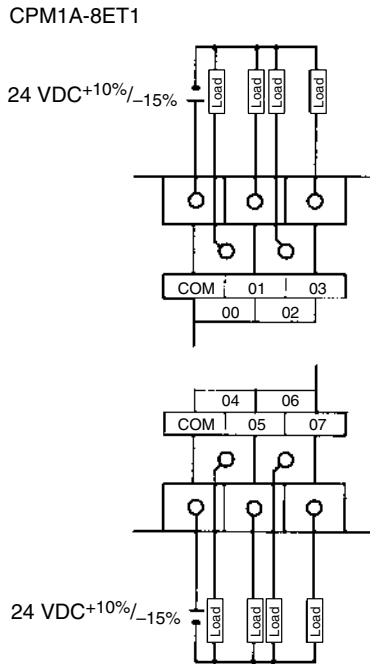 CPM1A-8ET1
Load Load Load Load
24 VDC+10%/–15%
COM 01 03
00 02
04 06
COM 05 07
24 VDC+10%/–15%
Load Load Load Load